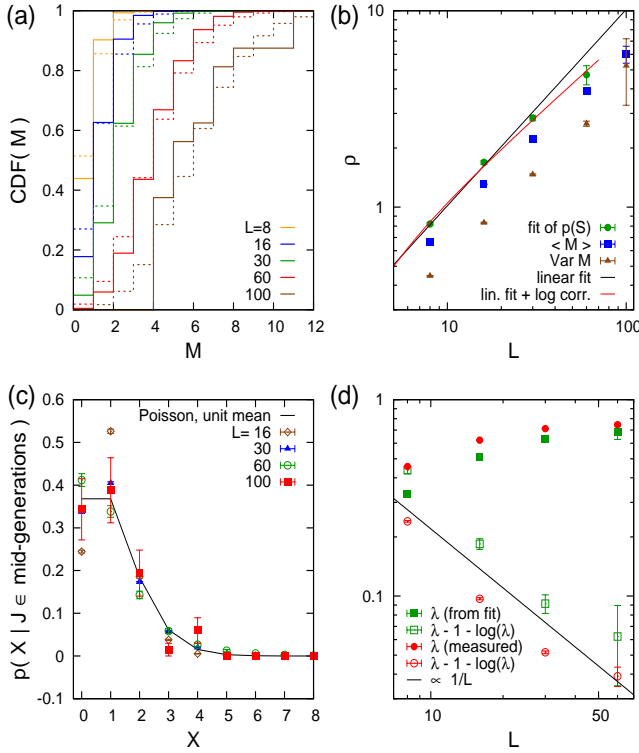 (a)
CDF( M )
1
0.8
0.6
0.4
0.2
0
L=8
16
30
60
100
0 2 4 6 8 10 12
M
(b)
ρ
10
1
fit of p(S)
< M >
Var M
linear fit
lin. fit + log corr.
10 100
L
(c)
p( X | J ∈ mid-generations )
0.6
0.5
0.4
0.3
0.2
0.1
0
-0.1
Poisson, unit mean
L= 16
30
60
100
0 1 2 3 4 5 6 7 8
X
(d)
1
0.1
λ (from fit)
λ - 1 - log(λ)
λ (measured)
λ - 1 - log(λ)
∝ 1/L
10 50
L